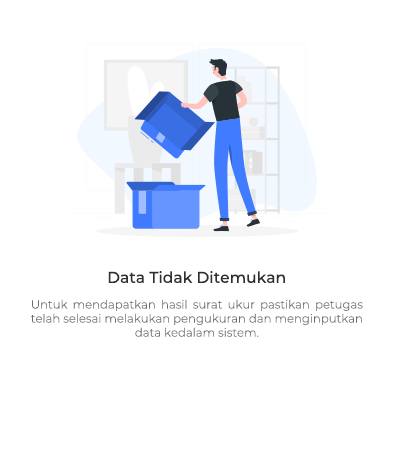 Data Tidak Ditemukan
Untuk mendapatkan hasil surat ukur pastikan petugas
telah selesai melakukan pengukuran dan menginputkan
data kedalam sistem.